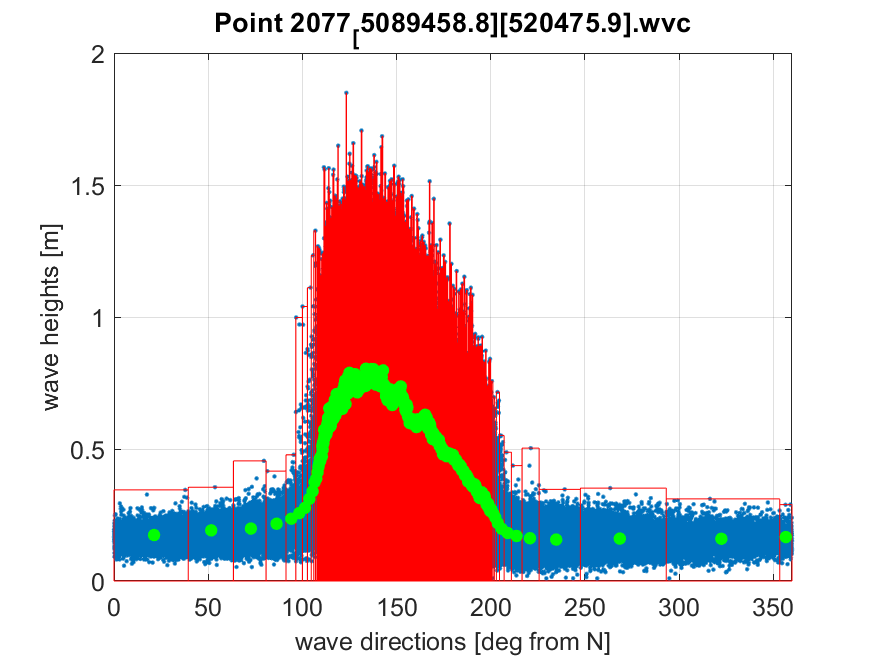 Point 2077[5089458.8][520475.9].wvc
2
1.5
1
0.5
0
0 50 100 150 200 250 300 350
wave heights [m]
wave directions [deg from N]